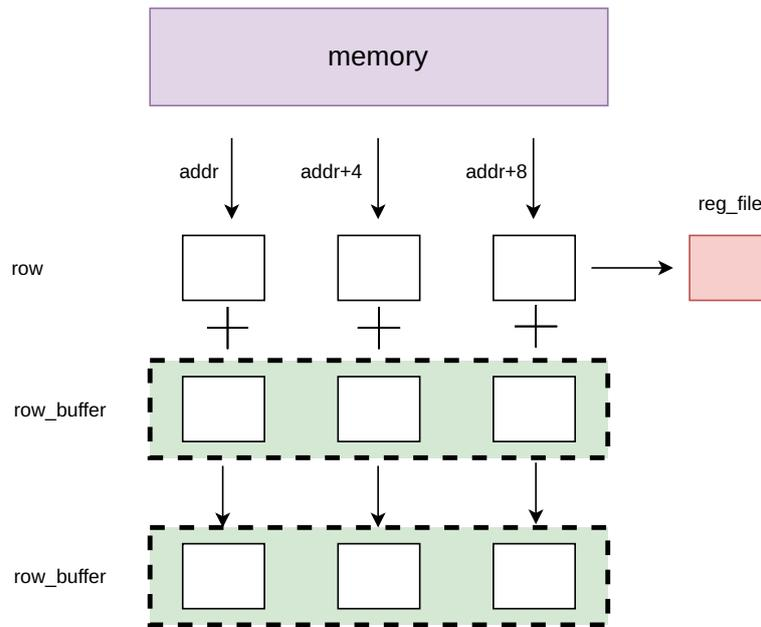 memory
addr
addr+4
addr+8
reg_file
row
row_buffer
row_buffer